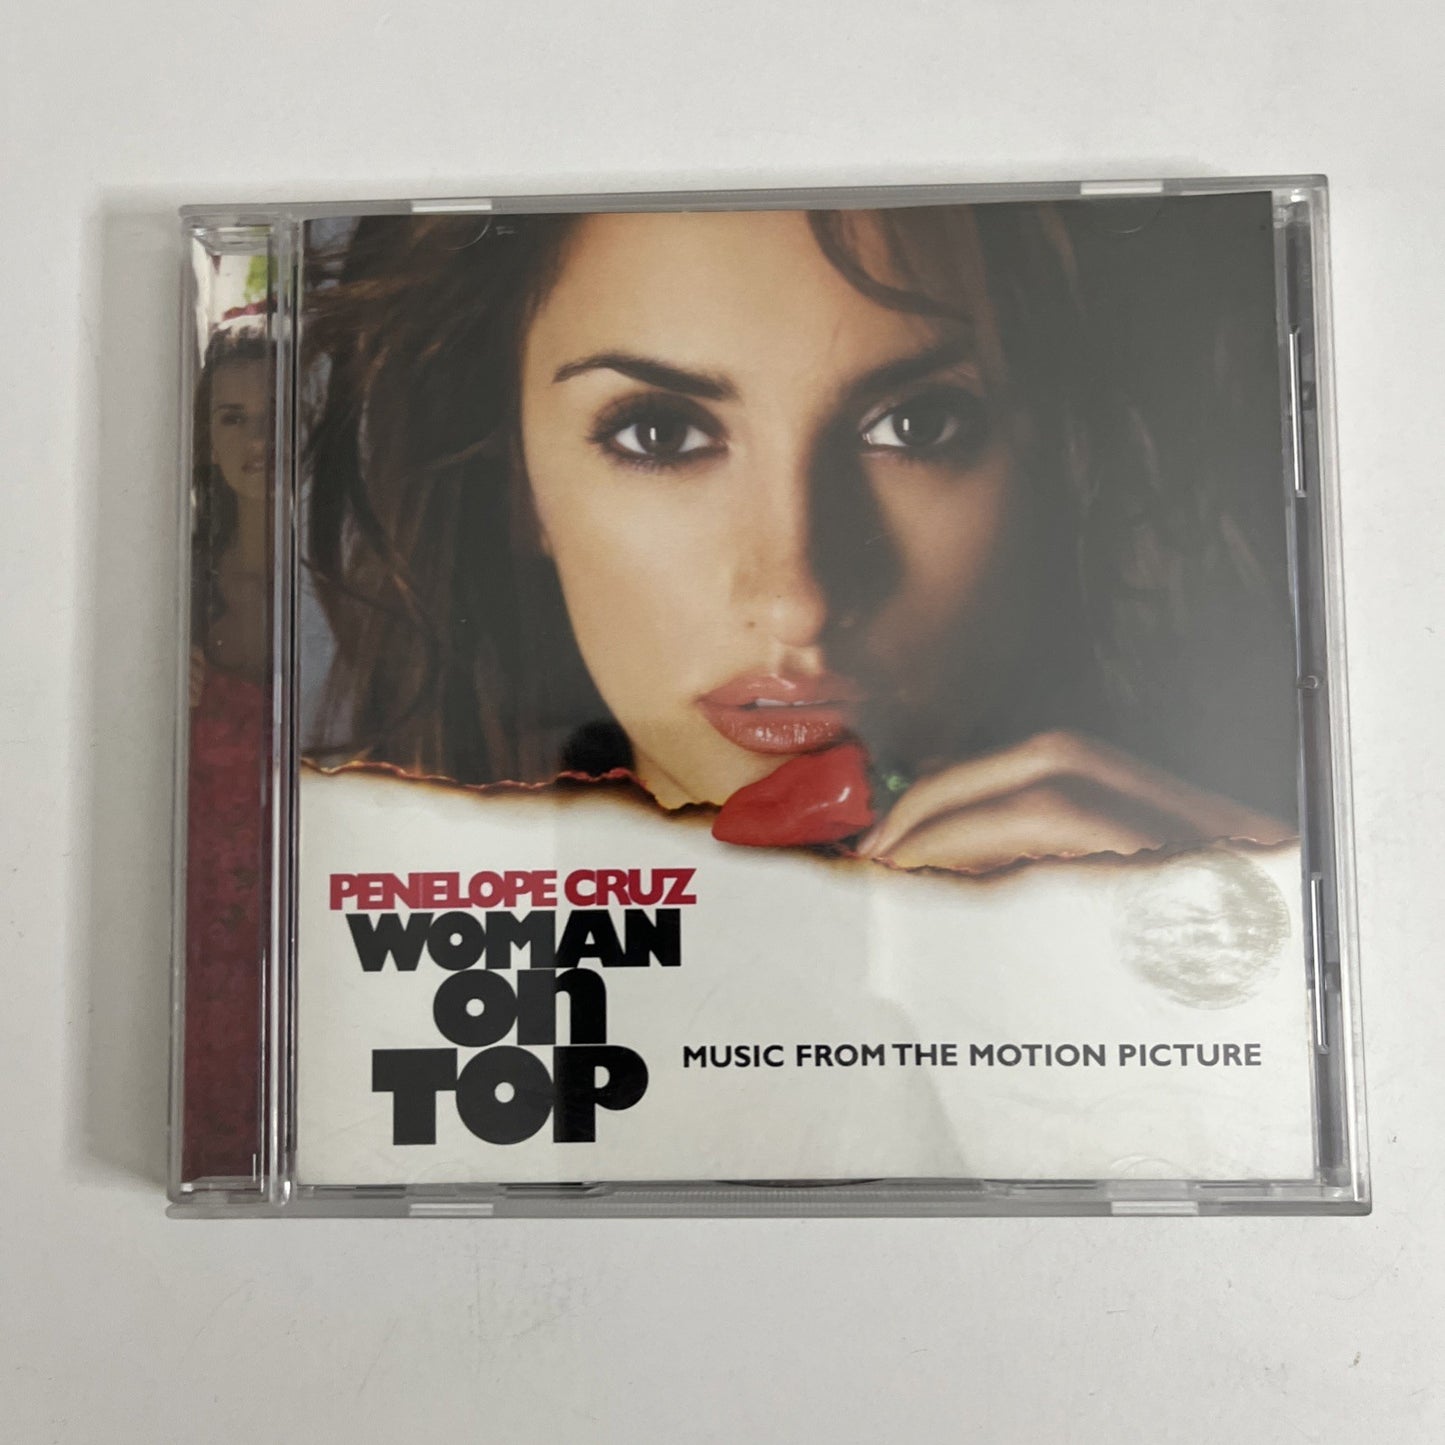 PENELOPE CRUZ
WOMAN
on
TOP
MUSIC FROM THE MOTION PICTURE